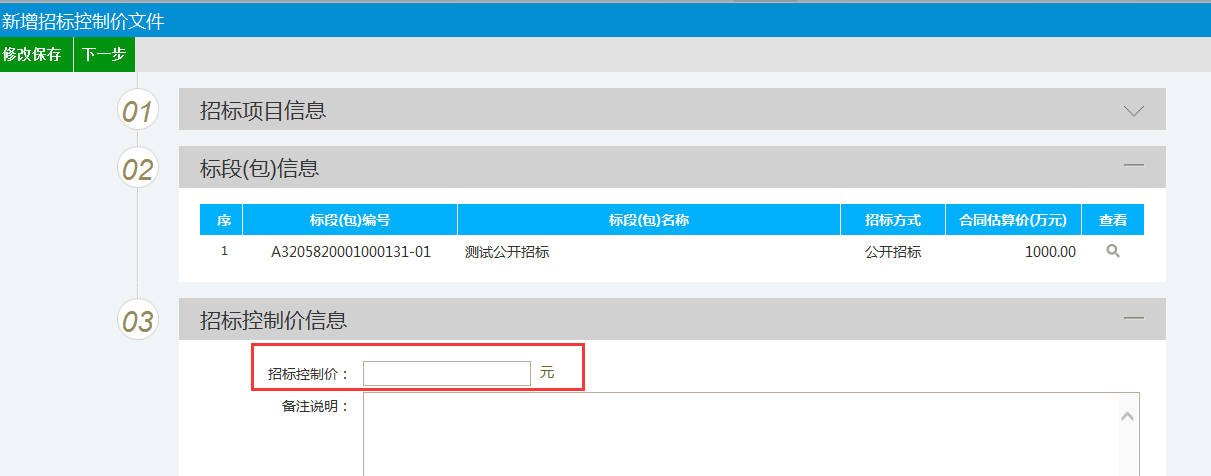 新增招标控制价文件
修改保存 下一步
01 招标项目信息
02 标段(包)信息
序 标段(包)编号 标段(包)名称 招标方式 合同估算价(万元) 查看
1 A3205820001000131-01 测试公开招标 公开招标 1000.00
03 招标控制价信息
招标控制价： 元
备注说明：